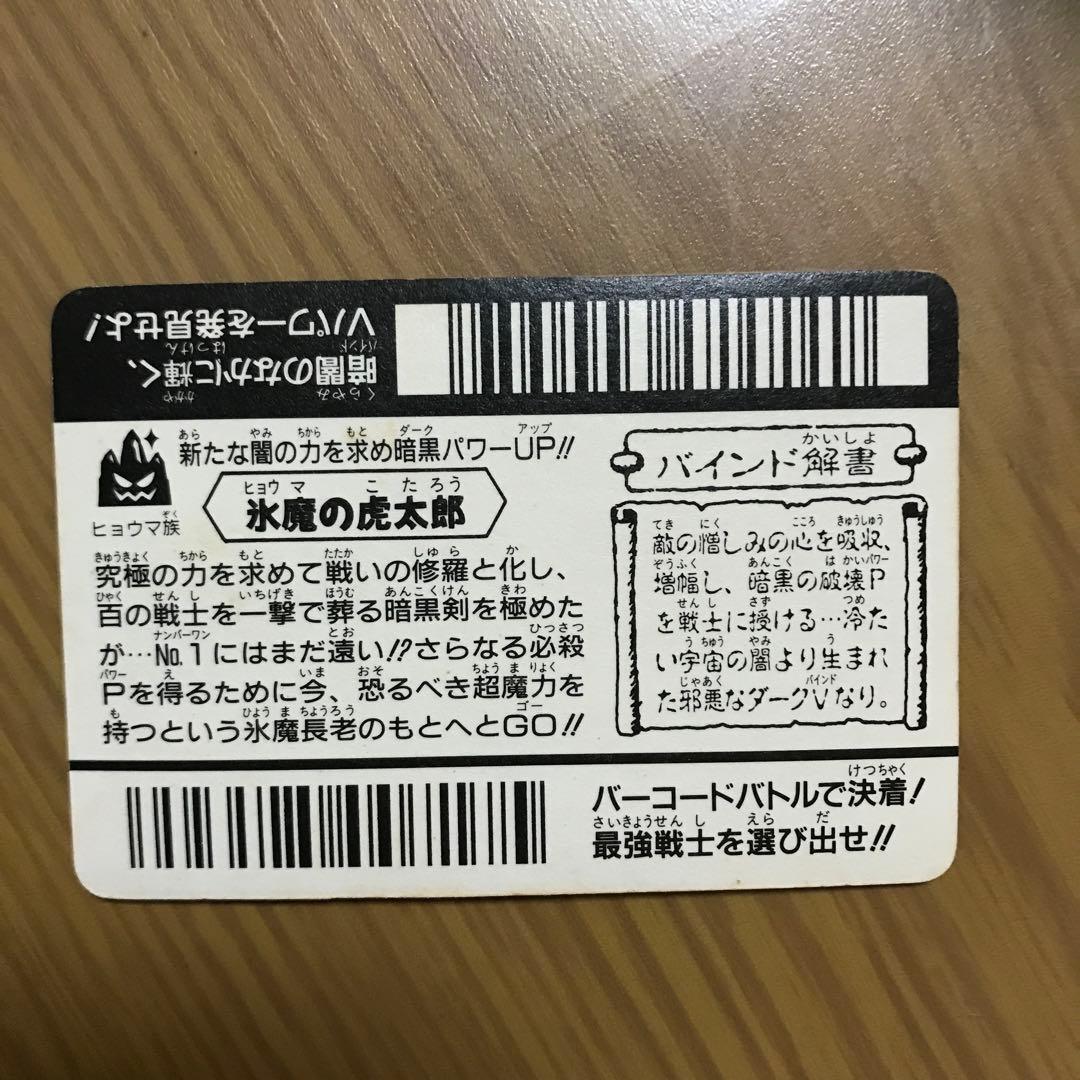 暗闇のなかに輝く、
Vパワーを発見せよ!
新たな闇の力を求め暗黒パワーUP!!
ヒョウマ族
氷魔の虎太郎
究極の力を求めて戦いの修羅と化し、
百の戦士を一撃で葬る暗黒剣を極めた
が…No.1にはまだ遠い!?さらなる必殺
Pを得るために今、恐るべき超魔力を
持つという氷魔長老のもとへとGO!!
バインド解書
敵の憎しみの心を吸収、
増幅し、暗黒の破壊P
を戦士に授ける…冷た
い宇宙の闇より生まれ
た邪悪なダークVなり。
バーコードバトルで決着!
最強戦士を選び出せ!!